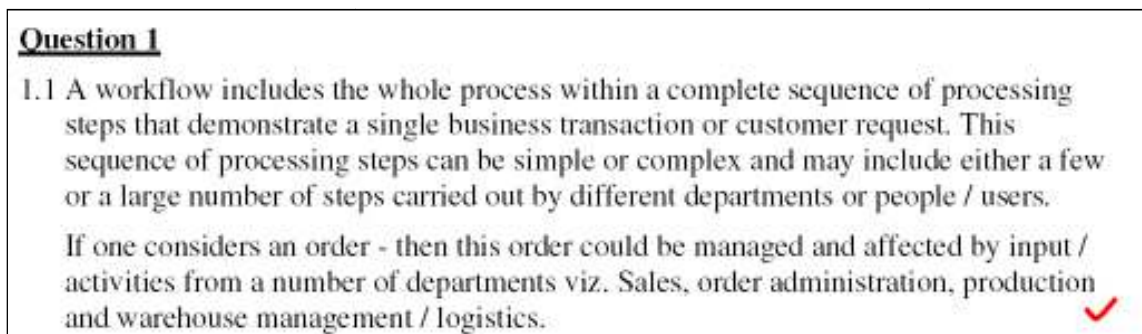 Question 1
1.1 A workflow includes the whole process within a complete sequence of processing
steps that demonstrate a single business transaction or customer request. This
sequence of processing steps can be simple or complex and may include either a few
or a large number of steps carried out by different departments or people / users.
If one considers an order - then this order could be managed and affected by input /
activities from a number of departments viz. Sales, order administration, production
and warehouse management / logistics.